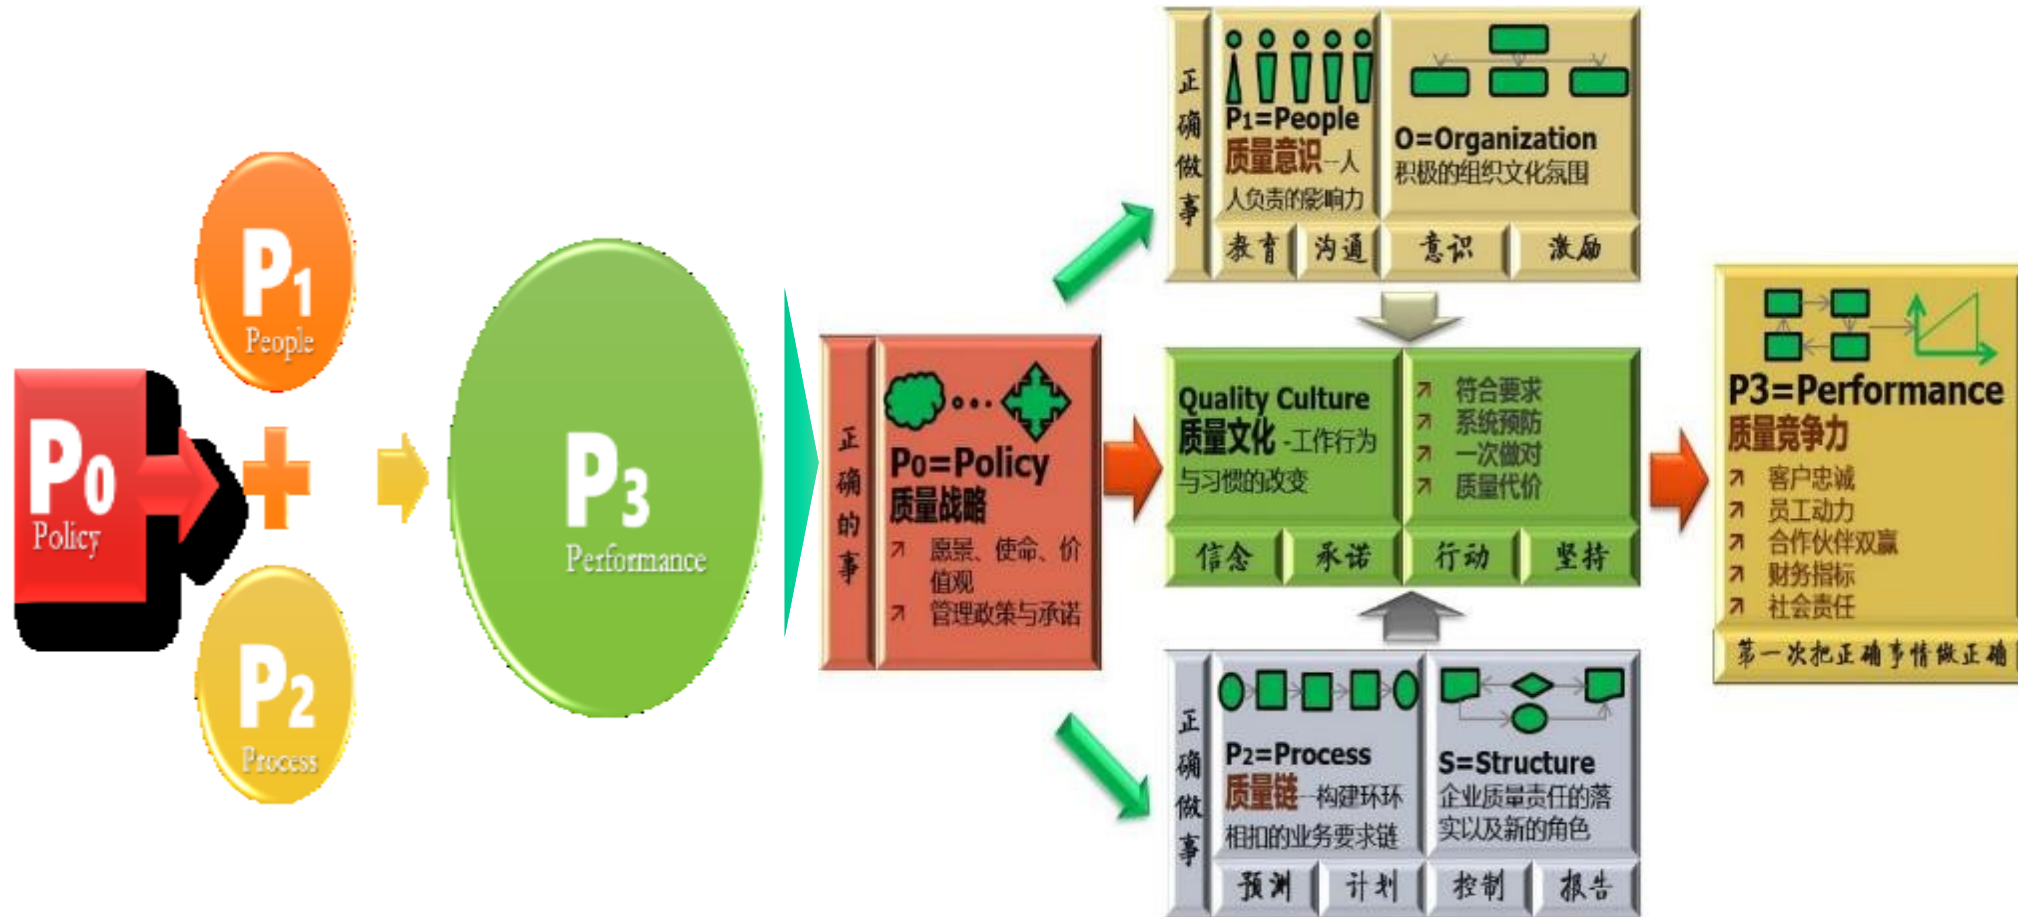 P0
Policy
P1
People
P2
Process
P3
Performance
正确的事
P0=Policy
质量战略
愿景、使命、价
值观
管理政策与承诺
正确做事
P1=People
质量意识--人
人负责的影响力
O=Organization
积极的组织文化氛围
教育
沟通
意识
激励
Quality Culture
质量文化 -工作行为
与习惯的改变
符合要求
系统预防
一次做对
质量代价
信念
承诺
行动
坚持
正确做事
P2=Process
质量链--构建环环
相扣的业务要求链
S=Structure
企业质量责任的落
实以及新的角色
预测
计划
控制
报告
P3=Performance
质量竞争力
客户忠诚
员工动力
合作伙伴双赢
财务指标
社会责任
第一次把正确事情做正确